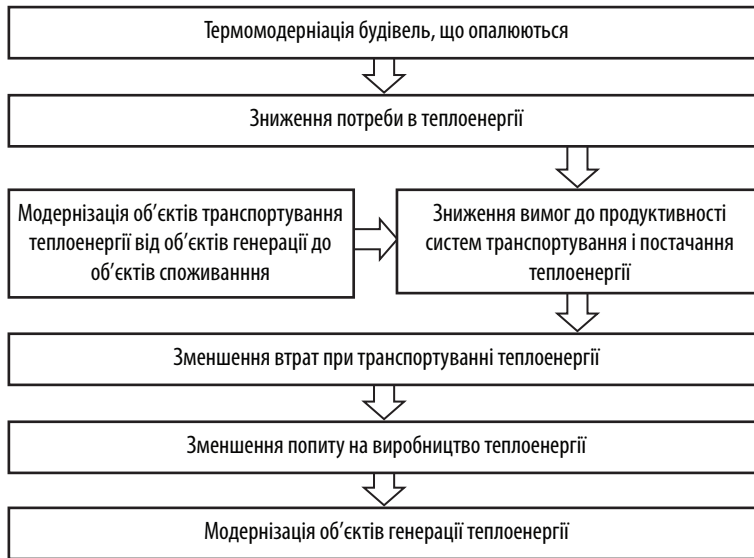 Термомодерніація будівель, що опалюються
Зниження потреби в теплоенергії
Модернізація об’єктів транспортування
теплоенергії від об’єктів генерації до
об’єктів споживанння
Зниження вимог до продуктивності
систем транспортування і постачання
теплоенергії
Зменшення втрат при транспортуванні теплоенергії
Зменшення попиту на виробництво теплоенергії
Модернізація об’єктів генерації теплоенергії